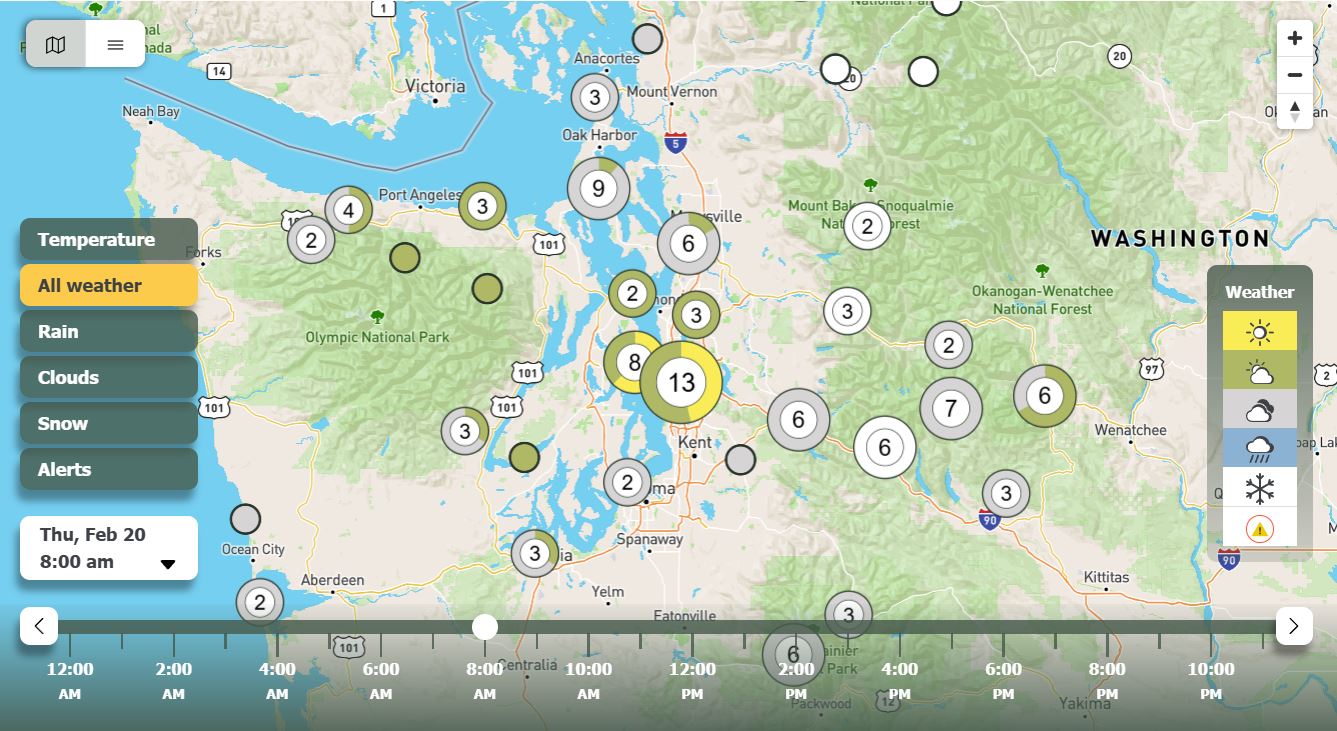 National Park
1
nal
nada
14
Anacortes
20
20
Victoria
3
Mount Vernon
Neah Bay
Oak Harbor
5
Port Angeles
9
4
3
Mount Baker-Snoqualmie
National Forest
2
6
101
2
101
WASHINGTON
Forks
Temperature
All weather
Rain
Clouds
Snow
Alerts
Thu, Feb 20
8:00 am
Olympic National Park
2
3
3
Okanogan-Wenatchee
National Forest
Weather
2
8
13
101
97
2
101
101
6
7
6
6
3
Kent
Wenatchee
3
2
3
90
90
Spanaway
Ocean City
Aberdeen
2
Yelm
Eatonville
Kittitas
3
6
Park
101
Centralia
12
Packwood
Yakima
12:00
AM
2:00
AM
4:00
AM
6:00
AM
8:00
AM
10:00
AM
12:00
PM
2:00
PM
4:00
PM
6:00
PM
8:00
PM
10:00
PM